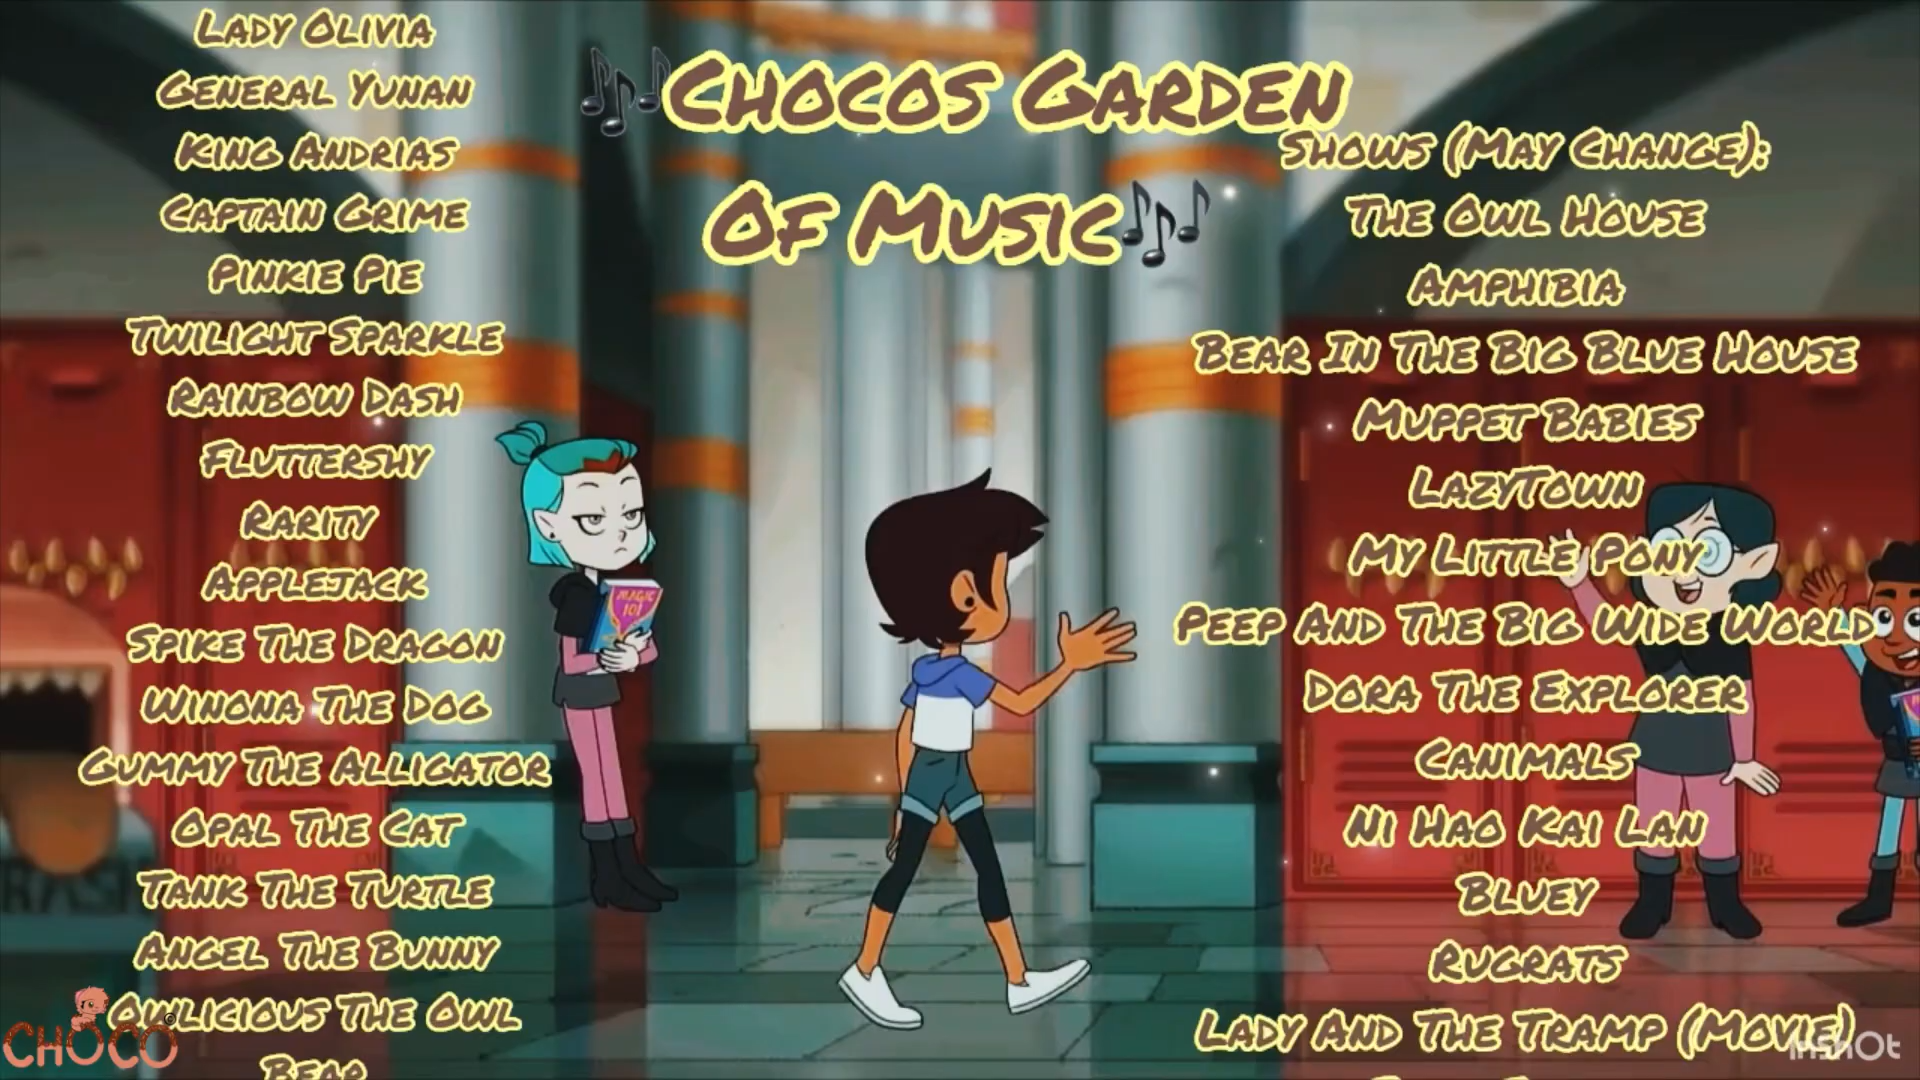 Lady Olivia
General Yunan
King Andrias
Captain Grime
Pinkie Pie
Twilight Sparkle
Rainbow Dash
Fluttershy
Rarity
Applejack
Spike The Dragon
Winona The Dog
Gummy The Alligator
Opal The Cat
Tank The Turtle
Angel The Bunny
Owlicious The Owl
Bear
🎶Chocos Garden
Of Music🎶
Shows (May Change):
The Owl House
Amphibia
Bear In The Big Blue House
Muppet Babies
LazyTown
My Little Pony
Peep And The Big Wide World
Dora The Explorer
Canimals
Ni Hao Kai Lan
Bluey
Rugrats
Lady And The Tramp (Movie)
MAGIC
101
CHOCO©
InShOt